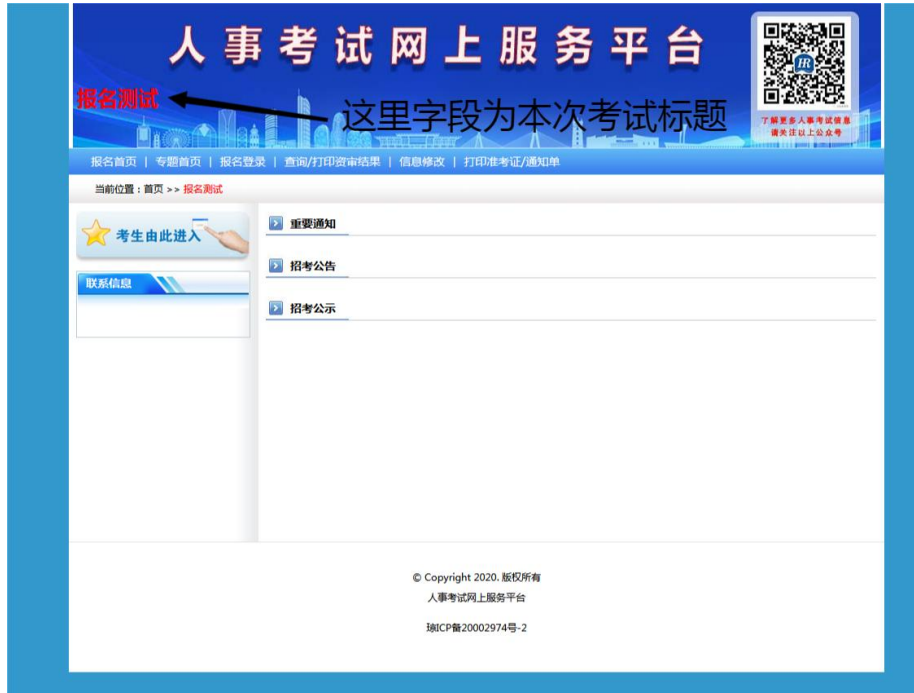 人事考试网上服务平台
HR
报名测试
这里字段为本次考试标题
了解更多人事考试信息
请关注以上公众号
报名首页 | 专题首页 | 报名登录 | 查询/打印资审结果 | 信息修改 | 打印准考证/通知单
当前位置：首页 >> 报名测试
考生由此进入
重要通知
招考公告
联系信息
招考公示
© Copyright 2020. 版权所有
人事考试网上服务平台
琼ICP备20002974号-2